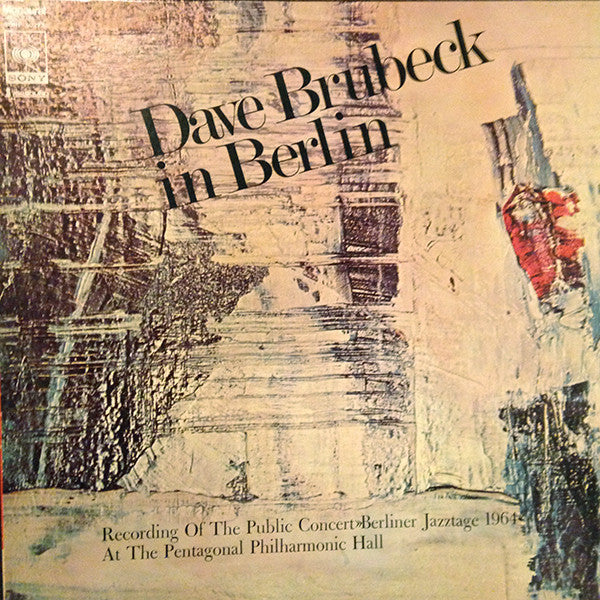 CBS
SONY
Dave Brubeck
in Berlin
Recording Of The Public Concert»Berliner Jazztage 1964
At The Pentagonal Philharmonic Hall